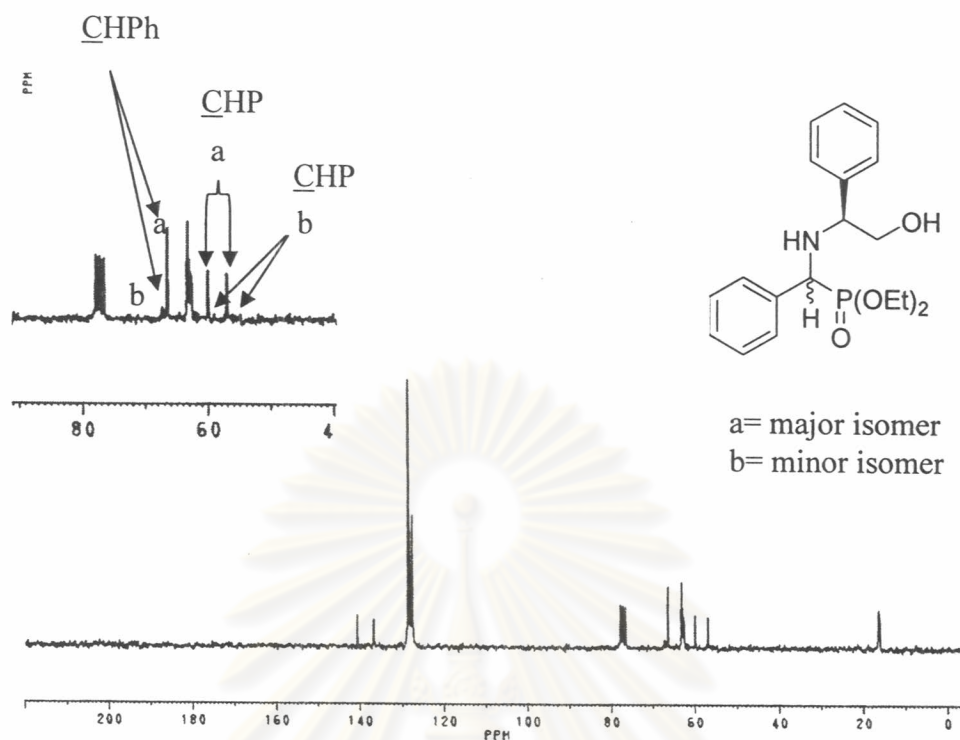 CHPh
PPM
CHP
a
CHP
b
a
b
80 60 4
HN
OH
H
P(OEt)2
O
a= major isomer
b= minor isomer
200 180 160 140 120 100 80 60 40 20 0
PPM